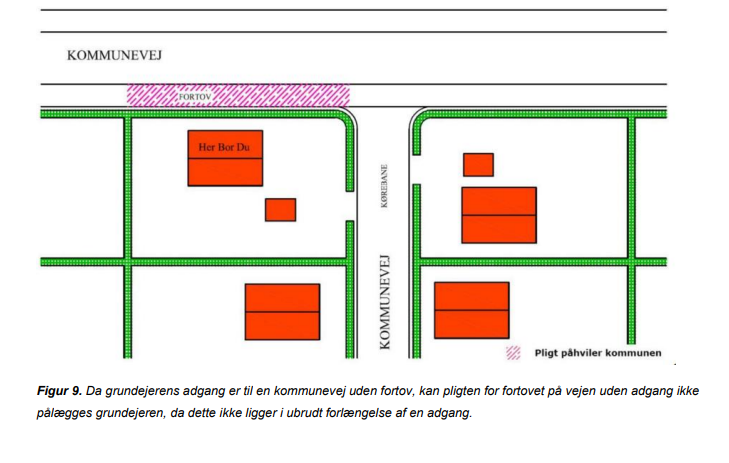 KOMMUNEVEJ
FORTOV
Her Bor Du
KØREBANE
KOMMUNEVEJ
Pligt påhviler kommunen
Figur 9. Da grundejerens adgang er til en kommunevej uden fortov, kan pligten for fortovet på vejen uden adgang ikke
pålægges grundejeren, da dette ikke ligger i ubrudt forlængelse af en adgang.